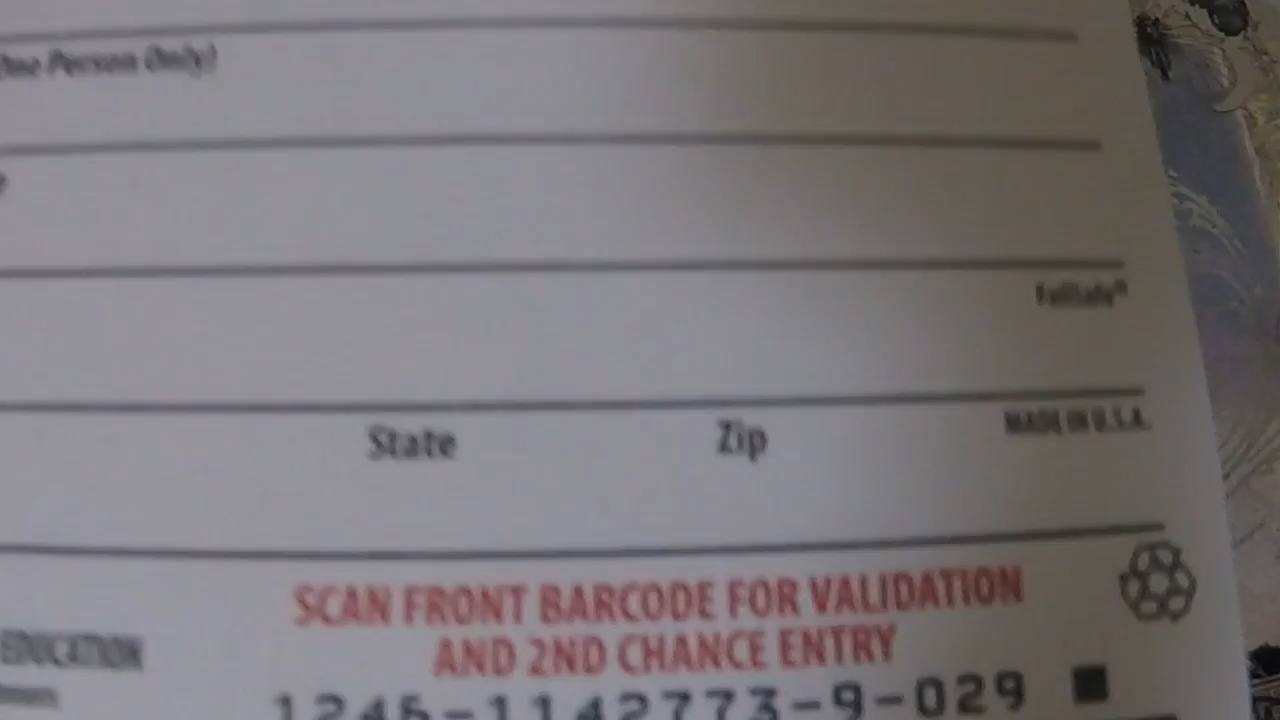 One Person Only)
State Zip MADE IN U.S.A.
SCAN FRONT BARCODE FOR VALIDATION
EDUCATION
AND 2ND CHANCE ENTRY
1246-1142773-9-029